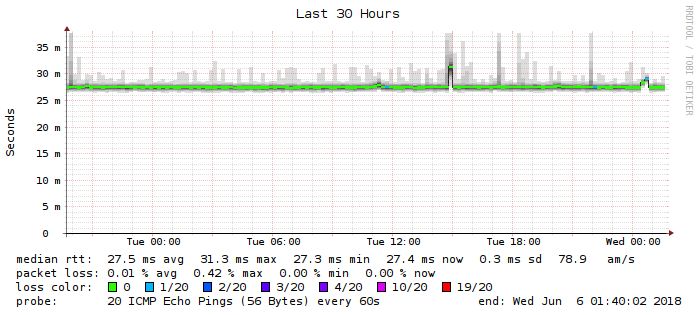 Last 30 Hours
RRDTOOL / TOBI OETIKER
Seconds
35 m
30 m
25 m
20 m
15 m
10 m
5 m
0
Tue 00:00 Tue 06:00 Tue 12:00 Tue 18:00 Wed 00:00
median rtt: 27.5 ms avg 31.3 ms max 27.3 ms min 27.4 ms now 0.3 ms sd 78.9 am/s
packet loss: 0.01 % avg 0.42 % max 0.00 % min 0.00 % now
loss color: 0 1/20 2/20 3/20 4/20 10/20 19/20
probe: 20 ICMP Echo Pings (56 Bytes) every 60s end: Wed Jun 6 01:40:02 2018